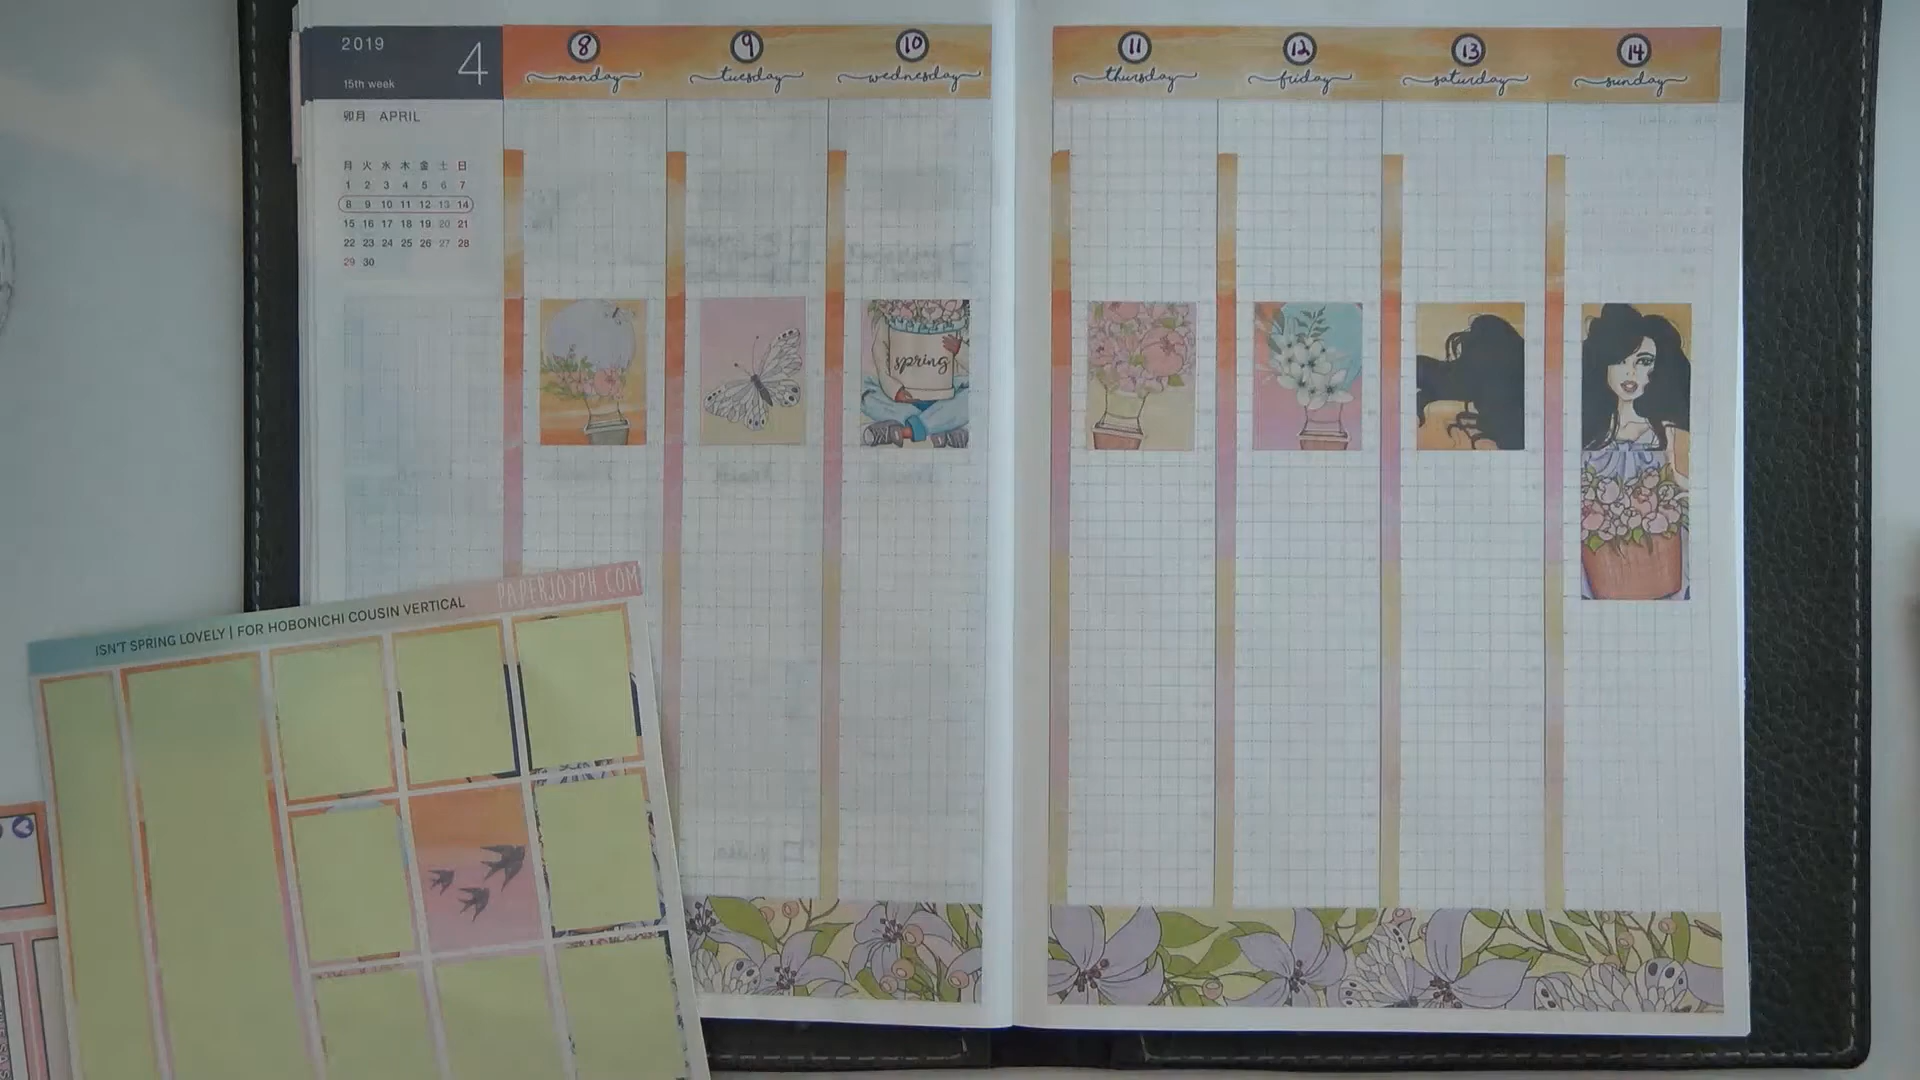 2019 4
15th week
卯月 APRIL
月 火 水 木 金 土 日
1 2 3 4 5 6 7
8 9 10 11 12 13 14
15 16 17 18 19 20 21
22 23 24 25 26 27 28
29 30
8 9 10 11 12 13 14
monday tuesday wednesday thursday friday saturday sunday
spring
PAPERJOYPH.COM
ISN'T SPRING LOVELY | FOR HOBONICHI COUSIN VERTICAL